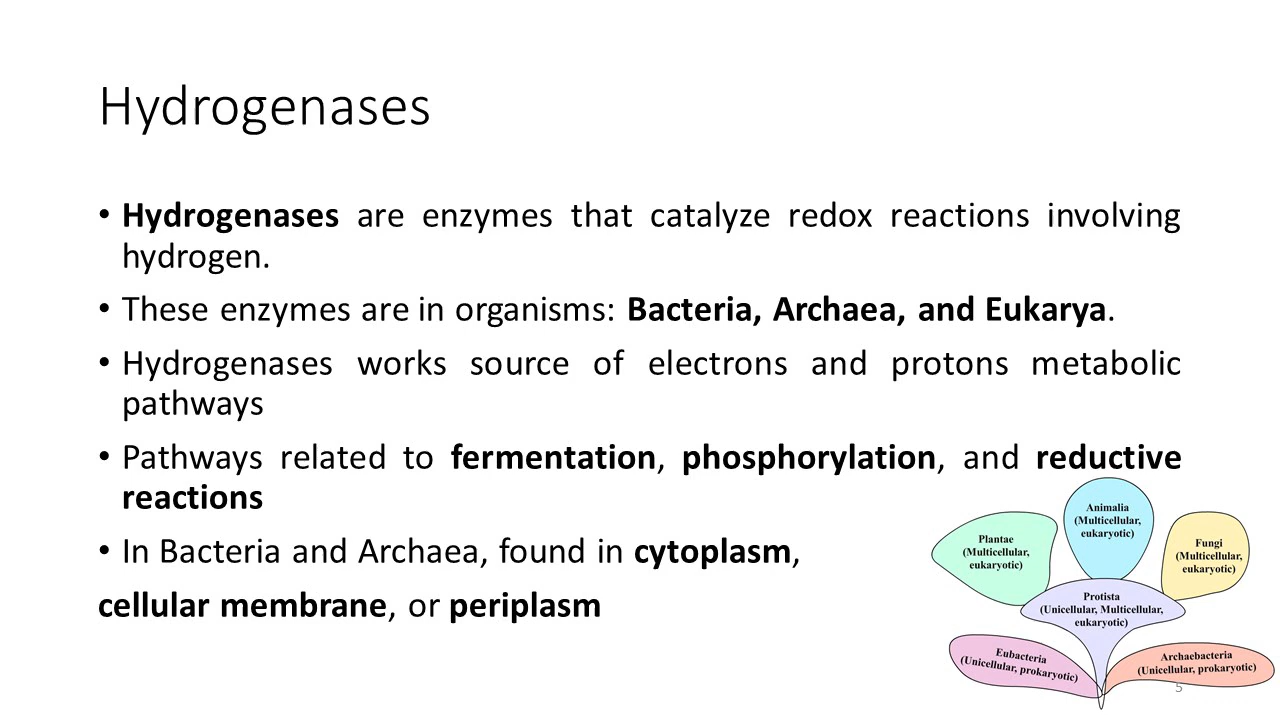 Hydrogenases
• Hydrogenases are enzymes that catalyze redox reactions involving
hydrogen.
• These enzymes are in organisms: Bacteria, Archaea, and Eukarya.
• Hydrogenases works source of electrons and protons metabolic
pathways
• Pathways related to fermentation, phosphorylation, and reductive
reactions
• In Bacteria and Archaea, found in cytoplasm,
cellular membrane, or periplasm
Plantae
(Multicellular,
eukaryotic)
Animalia
(Multicellular,
eukaryotic)
Fungi
(Multicellular,
eukaryotic)
Protista
(Unicellular, Multicellular,
eukaryotic)
Eubacteria
(Unicellular, prokaryotic)
Archaebacteria
(Unicellular, prokaryotic)
5